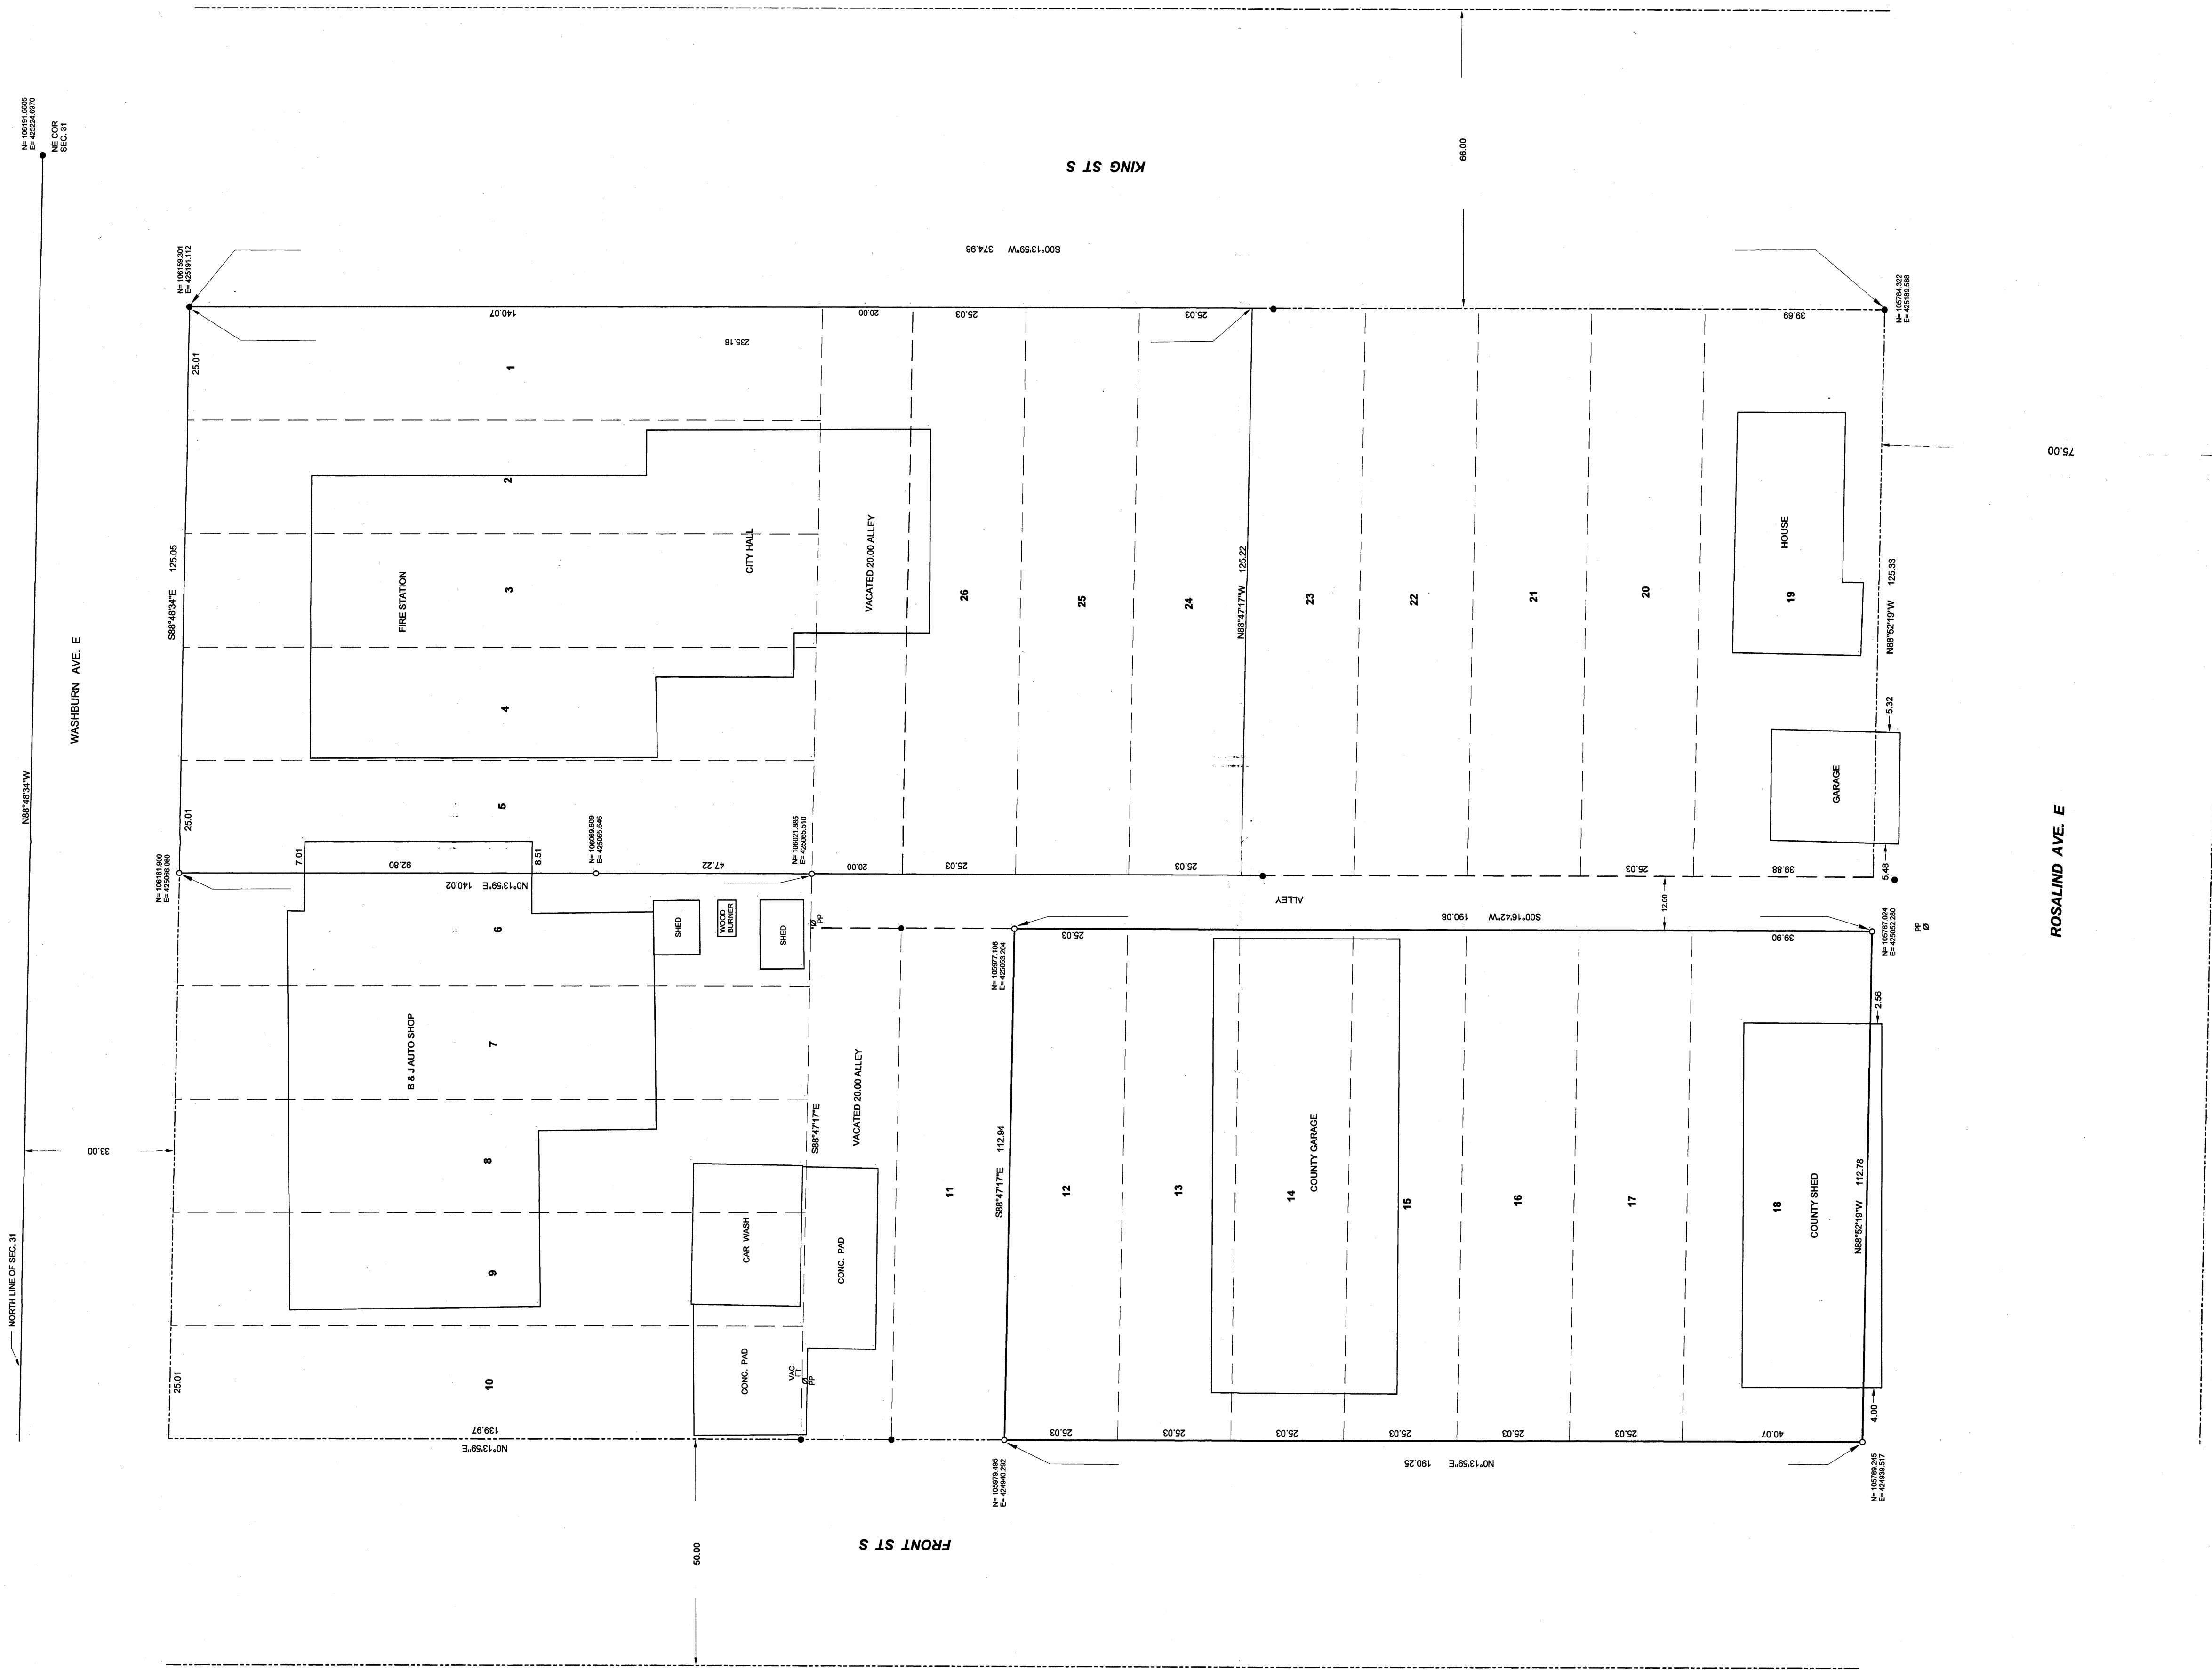 N= 106191.6605
E= 425224.6970
NE COR
SEC. 31
N88°48'34"W
WASHBURN AVE. E
NORTH LINE OF SEC. 31
33.00
KING ST S
66.00
S00°13'59"W 374.98
N= 106159.301
E= 425191.112
N= 105784.322
E= 425189.588
25.01
140.07
235.16
20.00
25.03
25.03
39.69
1
2
3
4
5
S88°48'34"E 125.05
FIRE STATION
CITY HALL
VACATED 20.00 ALLEY
26
25
24
N88°47'17"W 125.22
23
22
21
20
19
HOUSE
N88°52'19"W 125.33
75.00
GARAGE
5.32
5.48
25.01
N= 106161.900
E= 425066.080
7.01
92.80
8.51
N0°13'59"E 140.02
N= 106069.609
E= 425065.646
47.22
N= 106021.885
E= 425065.510
20.00
25.03
25.03
25.03
39.88
ALLEY
12.00
S00°16'42"W 190.08
ROSALIND AVE. E
6
SHED
WOOD
BURNER
SHED
PP
25.03
39.90
N= 105977.106
E= 425053.204
N= 105787.024
E= 425052.280
PP
B & J AUTO SHOP
7
8
9
10
S88°47'17"E
VACATED 20.00 ALLEY
CAR WASH
CONC. PAD
CONC. PAD
VAC.
PP
11
S88°47'17"E 112.94
12
13
14
COUNTY GARAGE
15
16
17
18
COUNTY SHED
N88°52'19"W 112.78
2.56
4.00
25.01
139.97
N0°13'59"E
25.03
25.03
25.03
25.03
25.03
25.03
40.07
N0°13'59"E 190.25
N= 105979.495
E= 424940.292
N= 105789.245
E= 424939.517
FRONT ST S
50.00